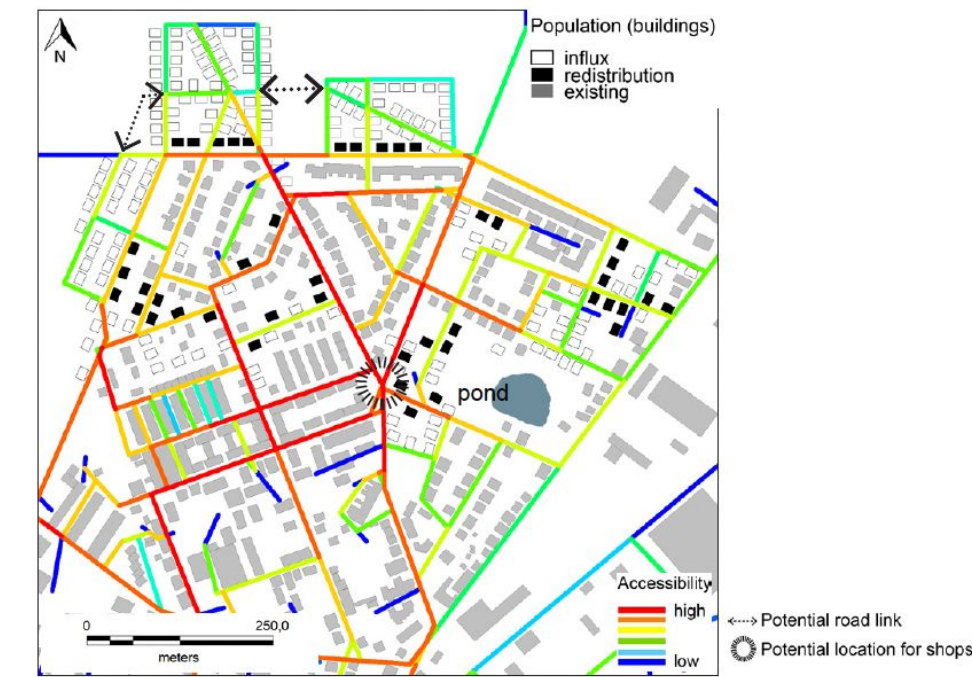 N
Population (buildings)
influx
redistribution
existing
pond
Accessibility
high
low
0 250,0
meters
Potential road link
Potential location for shops